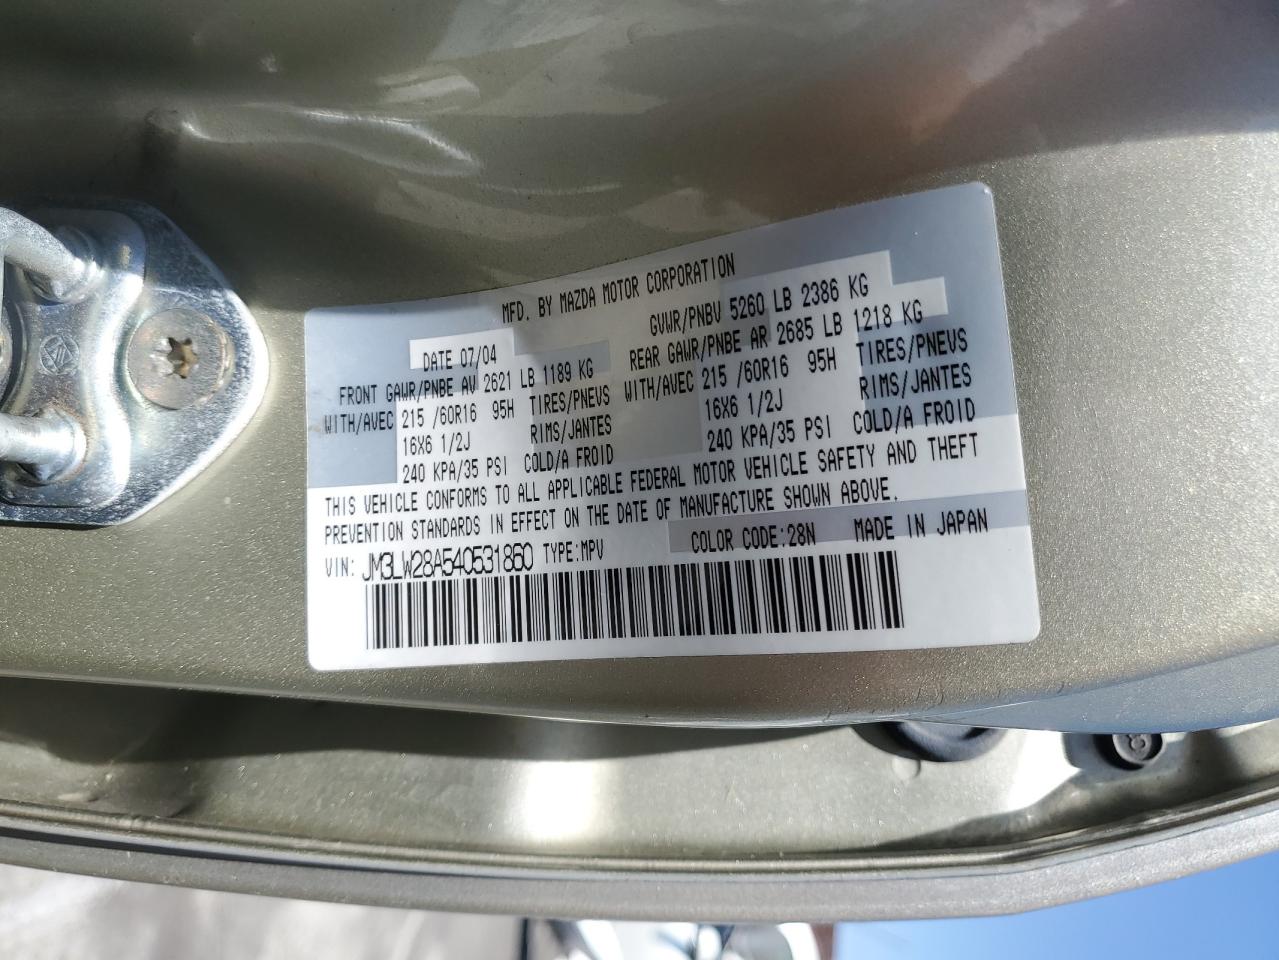 MFD. BY MAZDA MOTOR CORPORATION
DATE 07/04 GVWR/PNBV 5260 LB 2386 KG
FRONT GAWR/PNBE AV 2621 LB 1189 KG REAR GAWR/PNBE AR 2685 LB 1218 KG
WITH/AVEC 215 /60R16 95H TIRES/PNEVS WITH/AVEC 215 /60R16 95H TIRES/PNEVS
16X6 1/2J RIMS/JANTES 16X6 1/2J RIMS/JANTES
240 KPA/35 PSI COLD/A FROID 240 KPA/35 PSI COLD/A FROID
THIS VEHICLE CONFORMS TO ALL APPLICABLE FEDERAL MOTOR VEHICLE SAFETY AND THEFT
PREVENTION STANDARDS IN EFFECT ON THE DATE OF MANUFACTURE SHOWN ABOVE.
VIN: JM3LW28A540531860 TYPE:MPV COLOR CODE:28N MADE IN JAPAN